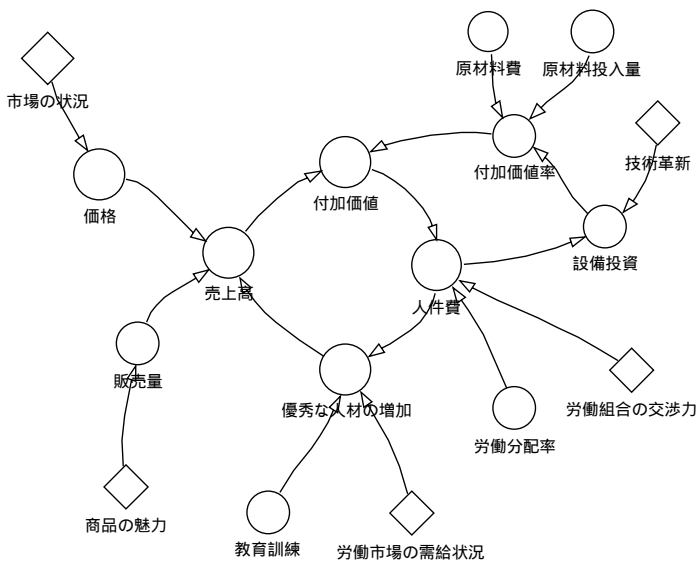 原材料費
原材料投入量
市場の状況
技術革新
付加価値率
付加価値
価格
設備投資
売上高
人件費
販売量
優秀な人材の増加
労働組合の交渉力
労働分配率
商品の魅力
教育訓練
労働市場の需給状況